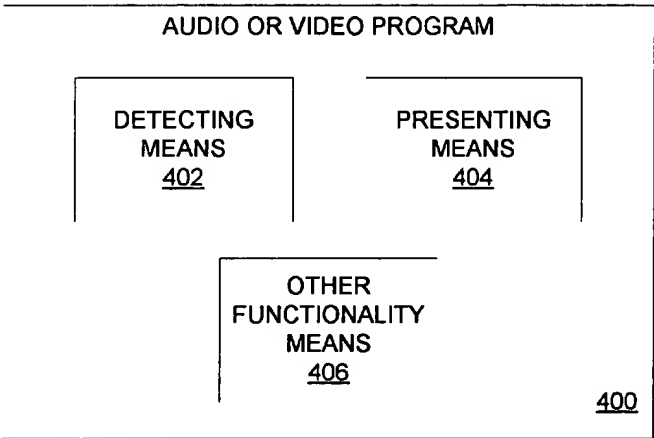 AUDIO OR VIDEO PROGRAM
DETECTING
MEANS
402
PRESENTING
MEANS
404
OTHER
FUNCTIONALITY
MEANS
406
400